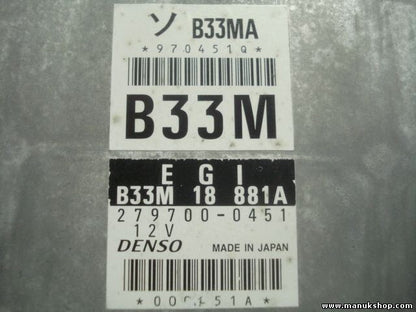 ソ B33MA
*970451Q*
B33M
EGI
B33M 18 881A
279700-0451
12V
DENSO MADE IN JAPAN
www.manukshop.com